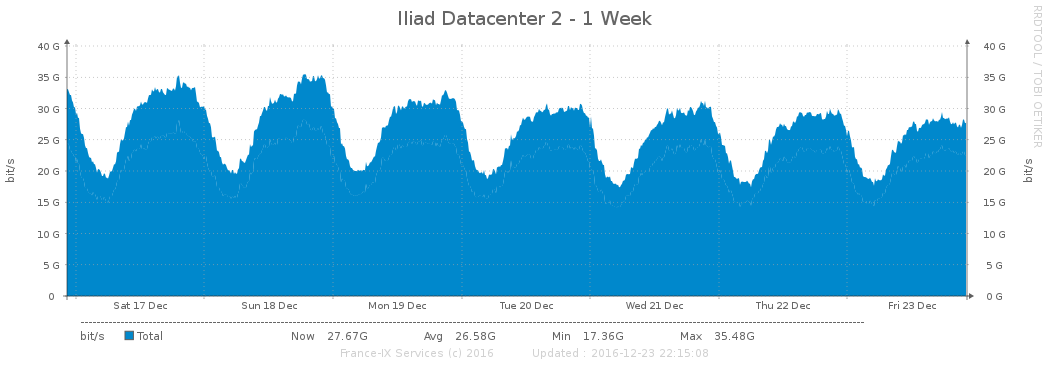 Iliad Datacenter 2 - 1 Week
RRDTOOL / TOBI OETIKER
40 G 40 G
35 G 35 G
30 G 30 G
25 G 25 G
20 G 20 G
15 G 15 G
10 G 10 G
5 G 5 G
0 0 G
bit/s bit/s
Sat 17 Dec Sun 18 Dec Mon 19 Dec Tue 20 Dec Wed 21 Dec Thu 22 Dec Fri 23 Dec
bit/s Total Now 27.67G Avg 26.58G Min 17.36G Max 35.48G
France-IX Services (c) 2016 Updated : 2016-12-23 22:15:08